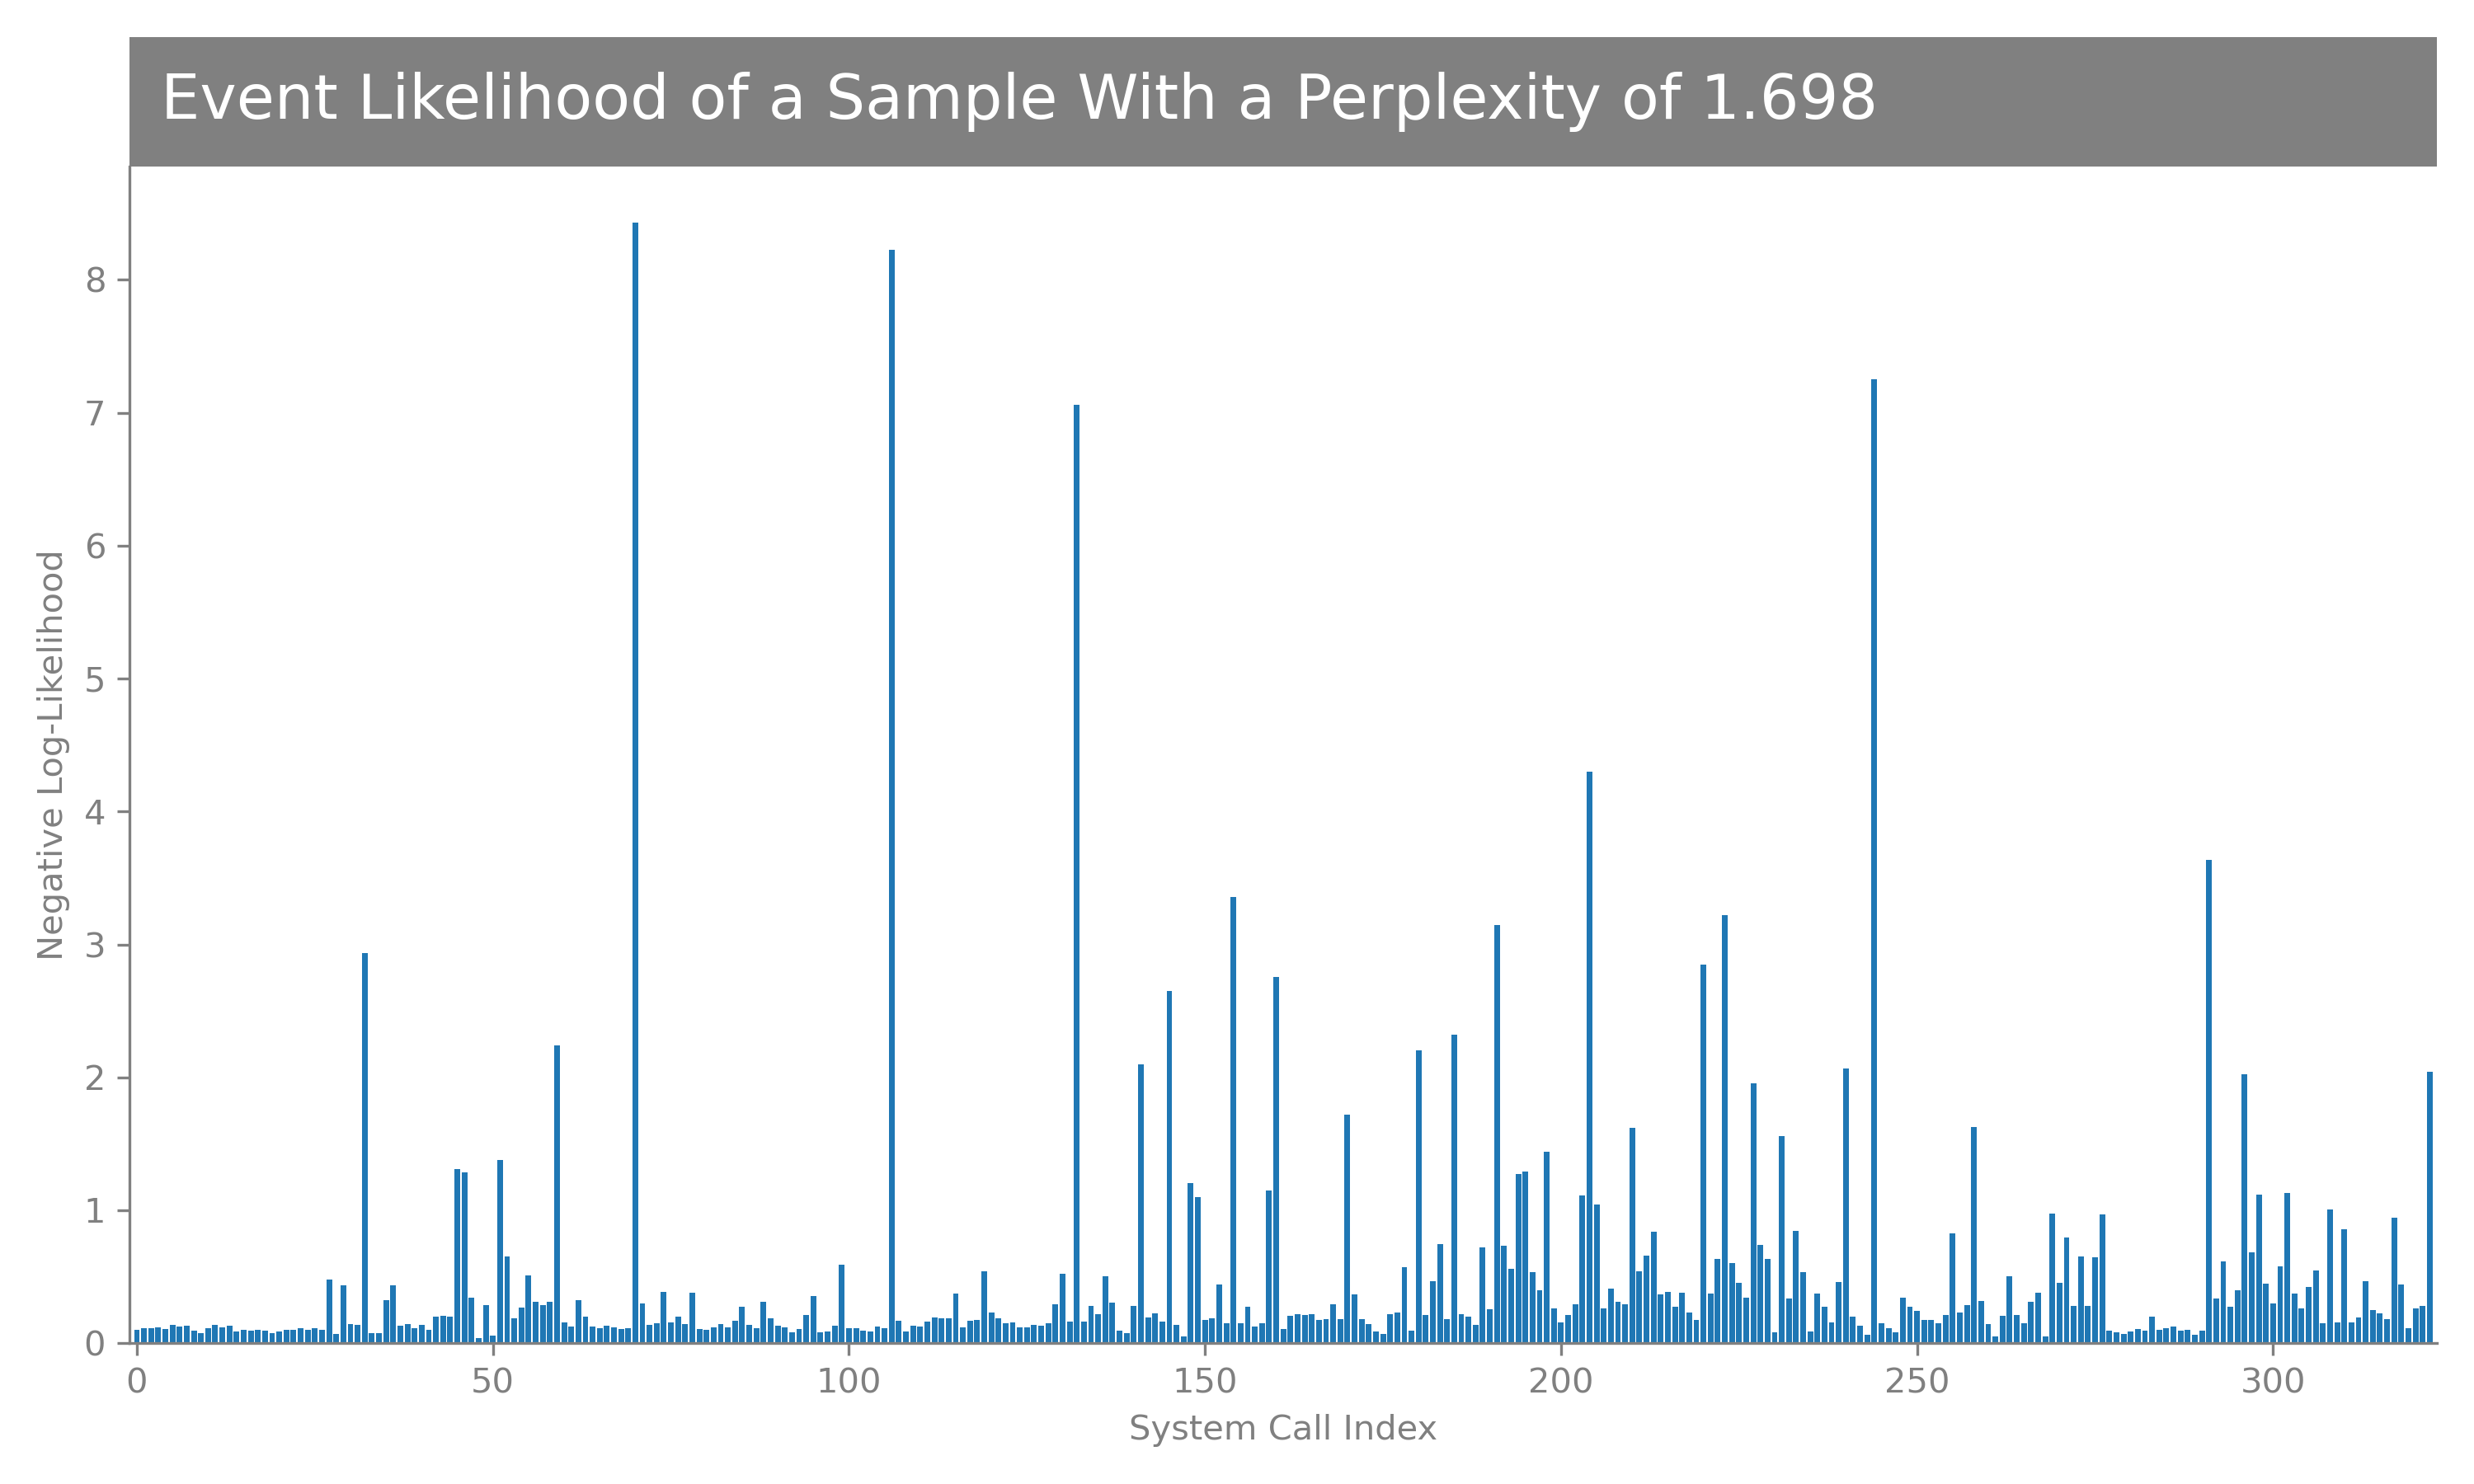 Event Likelihood of a Sample With a Perplexity of 1.698
Negative Log-Likelihood
8
7
6
5
4
3
2
1
0
0 50 100 150 200 250 300
System Call Index